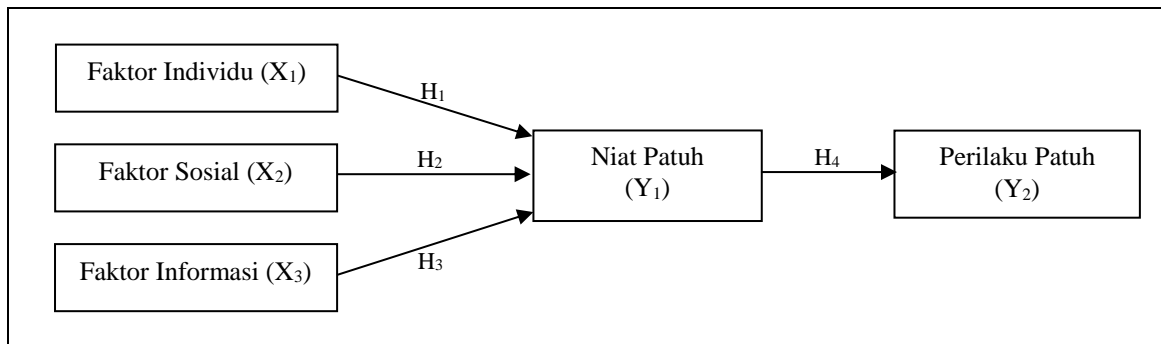 Faktor Individu (X₁)
H₁
Faktor Sosial (X₂)
H₂
Faktor Informasi (X₃)
H₃
Niat Patuh
(Y₁)
H₄
Perilaku Patuh
(Y₂)